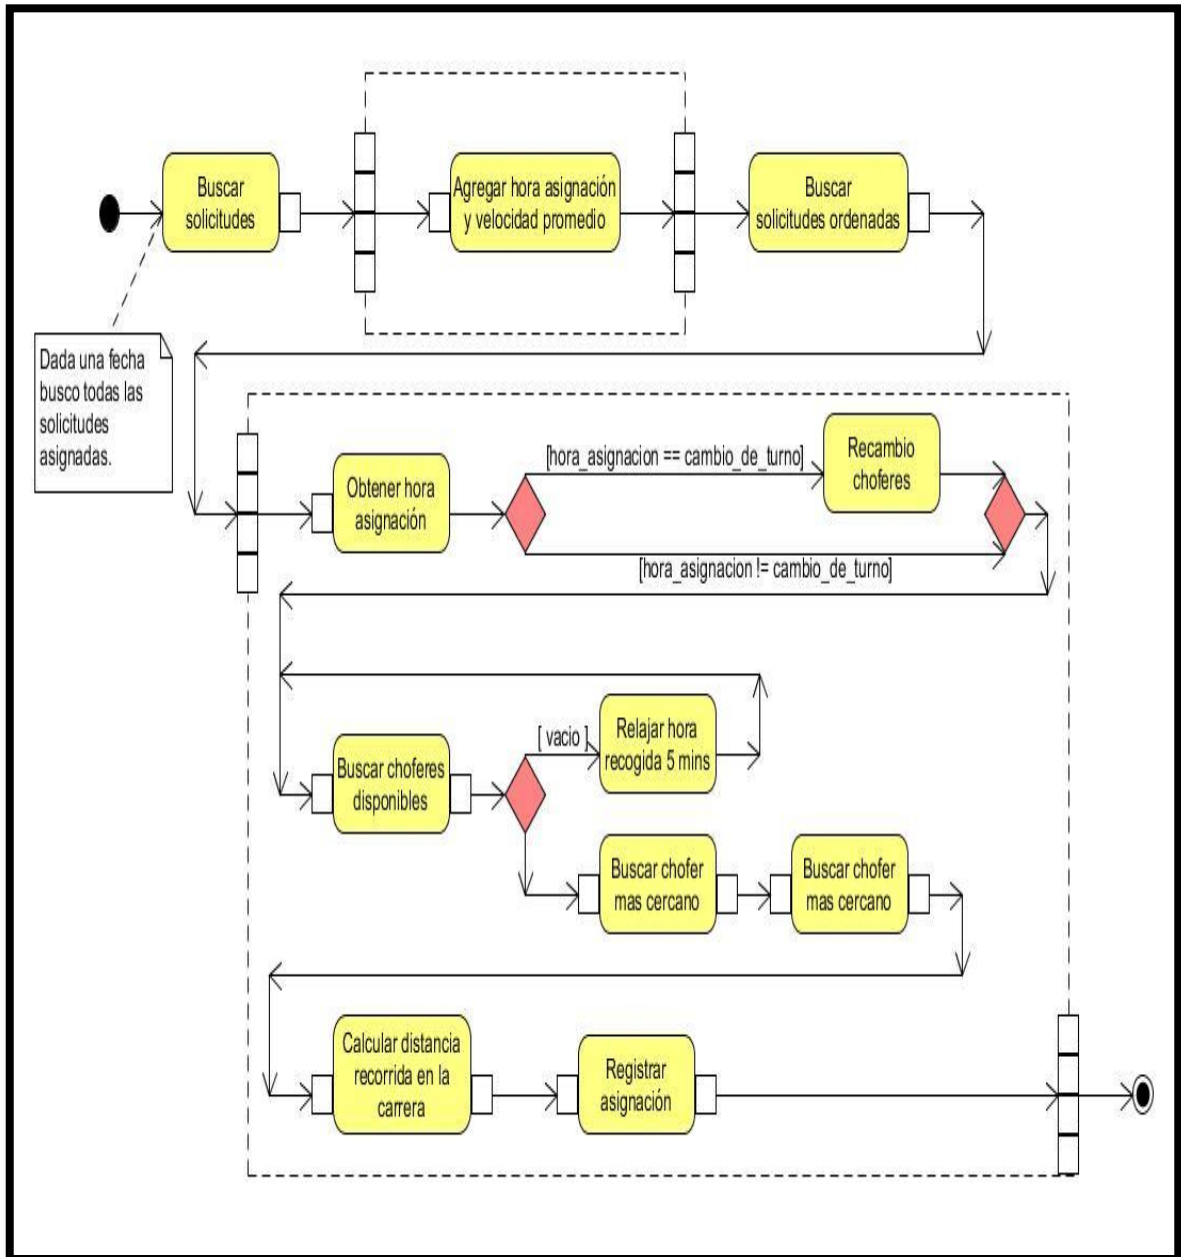 Buscar
solicitudes
Agregar hora asignación
y velocidad promedio
Buscar
solicitudes ordenadas
Dada una fecha
busco todas las
solicitudes
asignadas.
Obtener hora
asignación
[hora_asignacion == cambio_de_turno]
Recambio
choferes
[hora_asignacion != cambio_de_turno]
Buscar choferes
disponibles
[ vacio ]
Relajar hora
recogida 5 mins
Buscar chofer
mas cercano
Buscar chofer
mas cercano
Calcular distancia
recorrida en la
carrera
Registrar
asignación